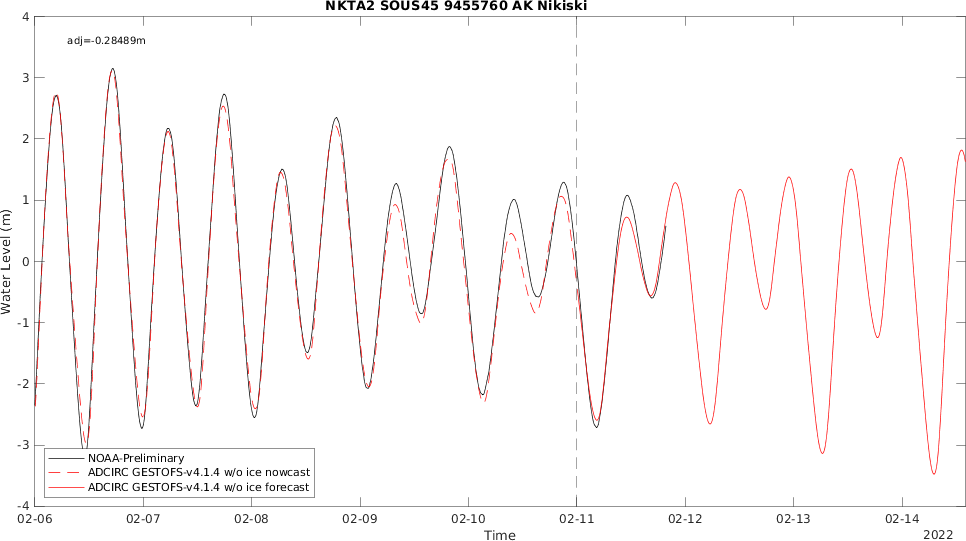 NKTA2 SOUS45 9455760 AK Nikiski
adj=-0.28489m
4
3
2
1
0
-1
-2
-3
-4
Water Level (m)
NOAA-Preliminary
ADCIRC GESTOFS-v4.1.4 w/o ice nowcast
ADCIRC GESTOFS-v4.1.4 w/o ice forecast
02-06 02-07 02-08 02-09 02-10 02-11 02-12 02-13 02-14
Time
2022